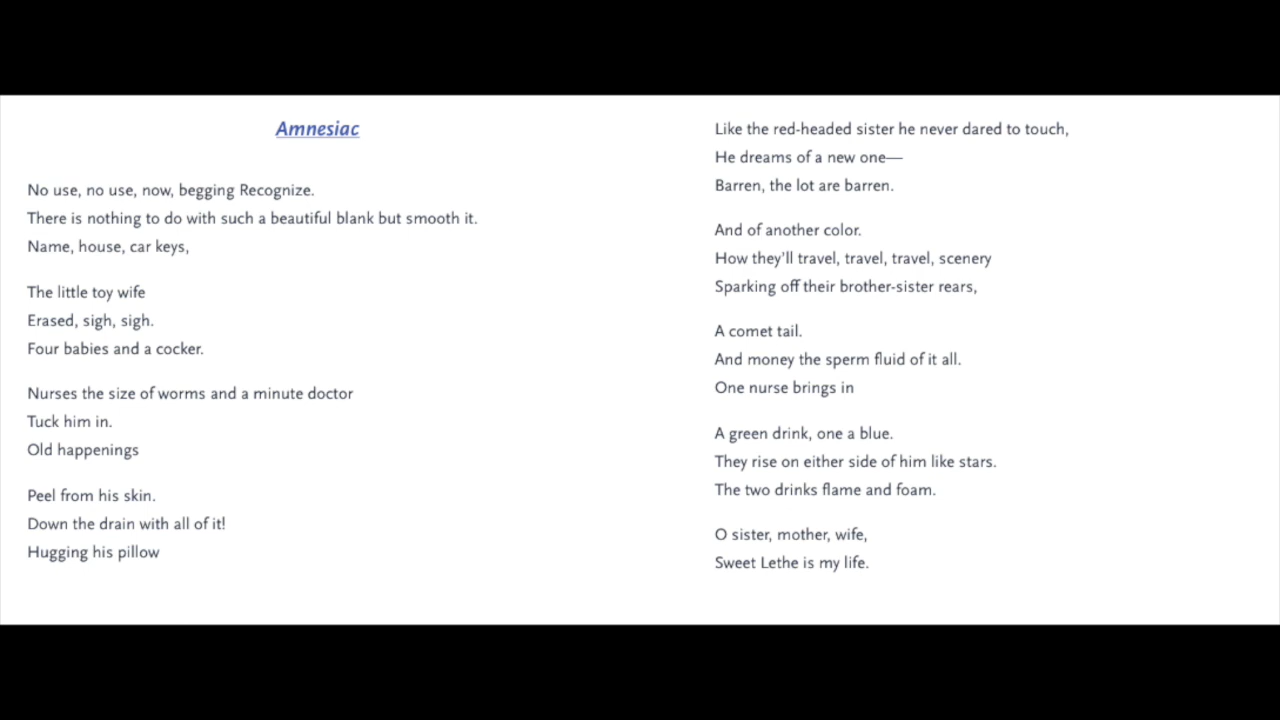 Amnesiac
No use, no use, now, begging Recognize.
There is nothing to do with such a beautiful blank but smooth it.
Name, house, car keys,
The little toy wife
Erased, sigh, sigh.
Four babies and a cocker.
Nurses the size of worms and a minute doctor
Tuck him in.
Old happenings
Peel from his skin.
Down the drain with all of it!
Hugging his pillow
Like the red-headed sister he never dared to touch,
He dreams of a new one—
Barren, the lot are barren.
And of another color.
How they’ll travel, travel, travel, scenery
Sparking off their brother-sister rears,
A comet tail.
And money the sperm fluid of it all.
One nurse brings in
A green drink, one a blue.
They rise on either side of him like stars.
The two drinks flame and foam.
O sister, mother, wife,
Sweet Lethe is my life.